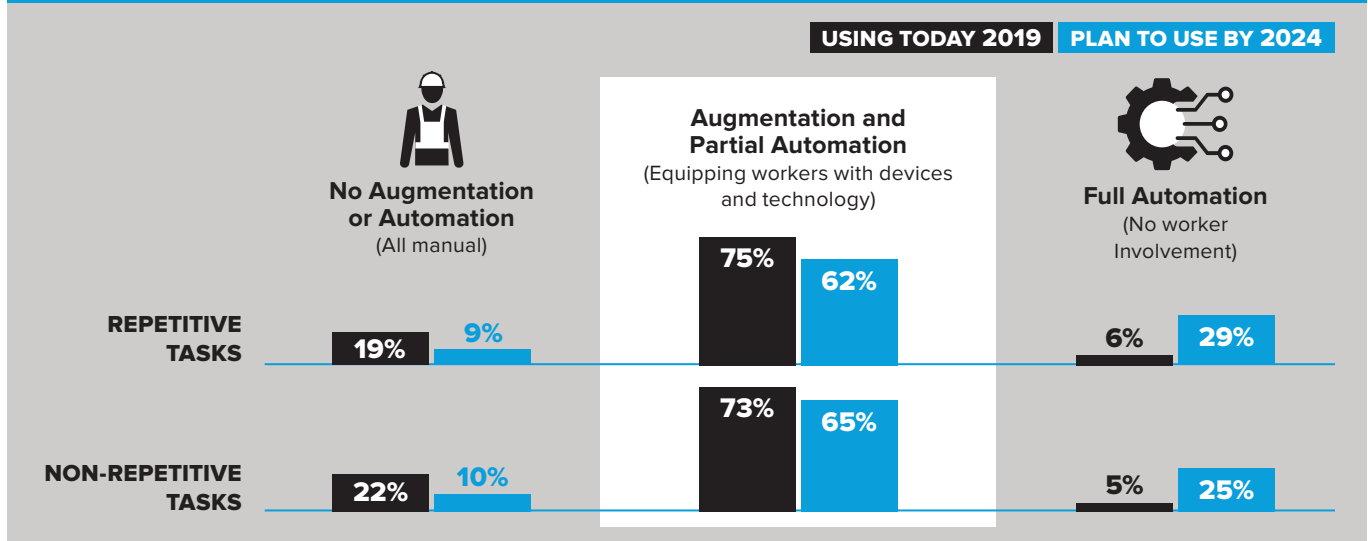 USING TODAY 2019
PLAN TO USE BY 2024
No Augmentation
or Automation
(All manual)
Augmentation and
Partial Automation
(Equipping workers with devices
and technology)
Full Automation
(No worker
Involvement)
REPETITIVE
TASKS
19%
9%
75%
62%
6%
29%
NON-REPETITIVE
TASKS
22%
10%
73%
65%
5%
25%